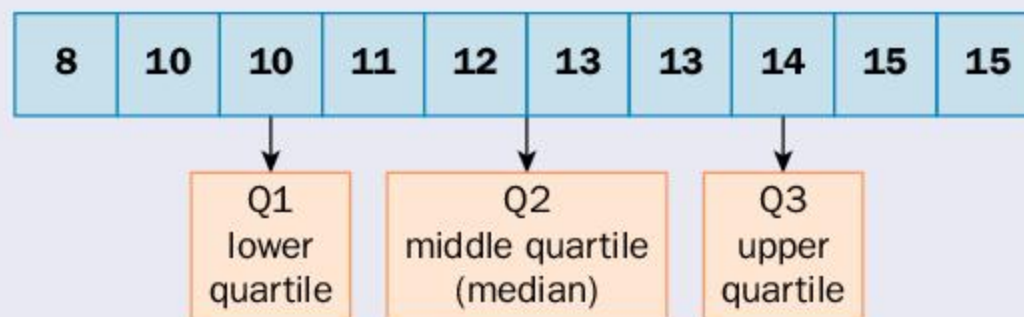 8 10 10 11 12 13 13 14 15 15
Q1
lower
quartile
Q2
middle quartile
(median)
Q3
upper
quartile